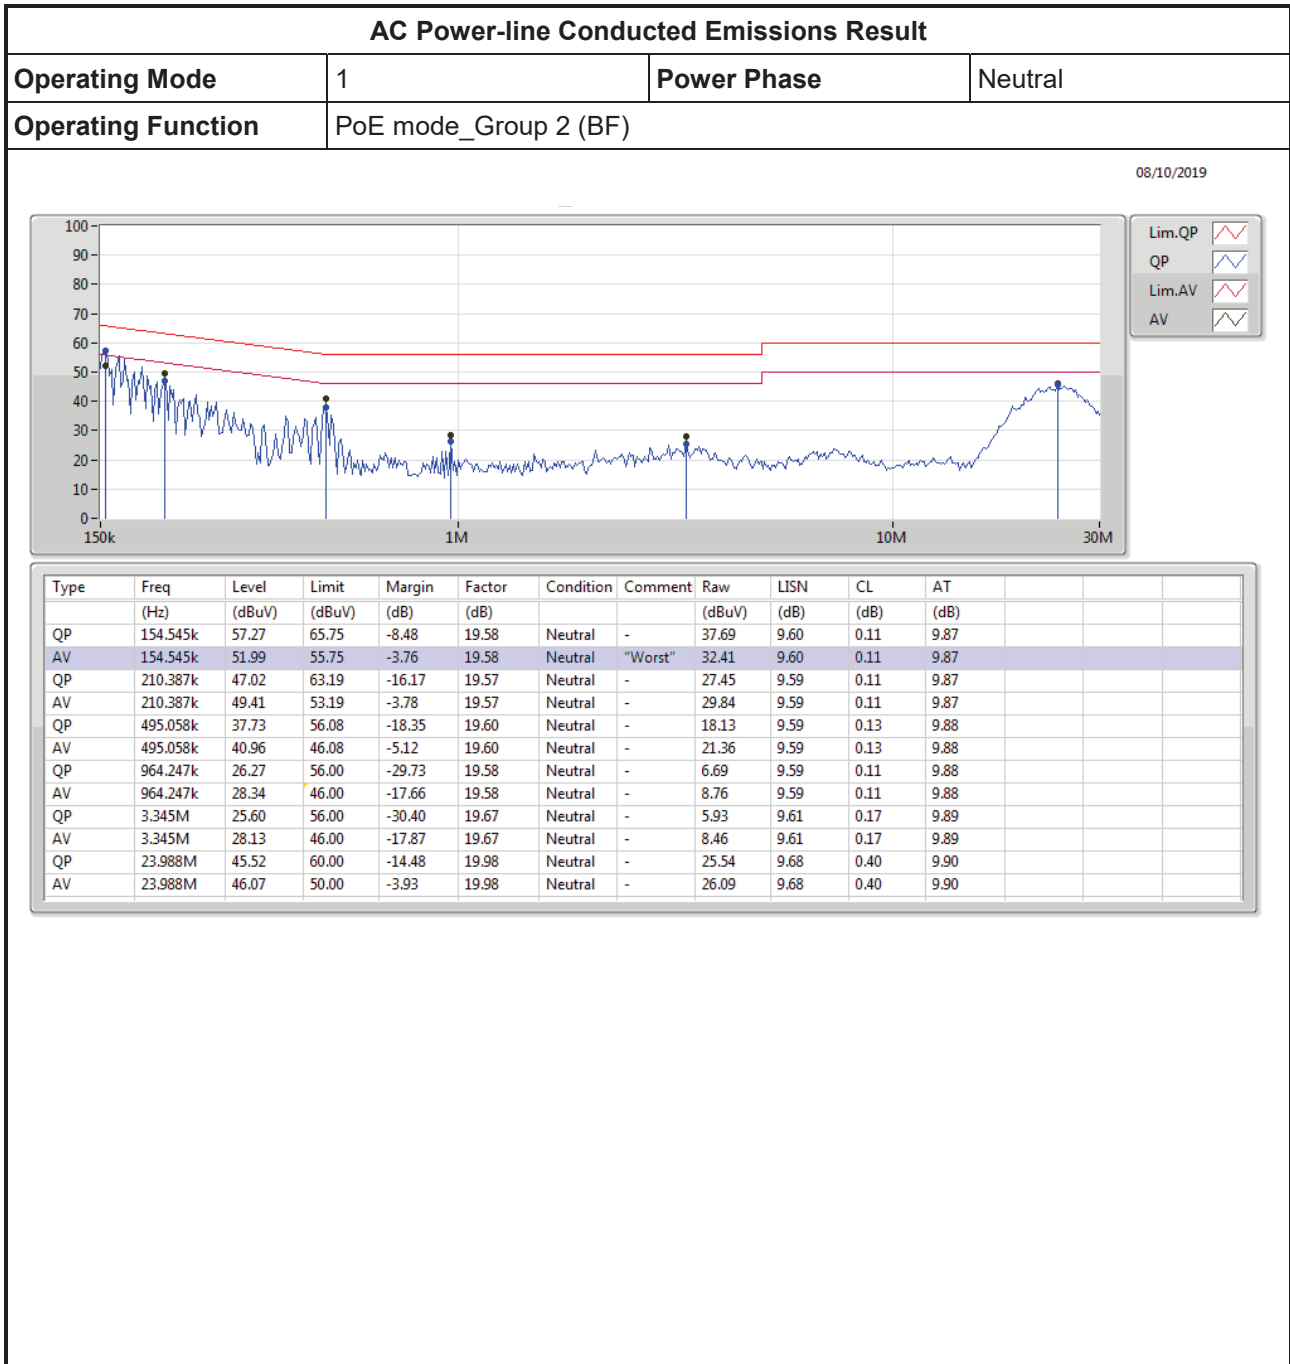 AC Power-line Conducted Emissions Result
Operating Mode 1 Power Phase Neutral
Operating Function PoE mode_Group 2 (BF)
08/10/2019
100
90
80
70
60
50
40
30
20
10
0
150k 1M 10M 30M
Lim.QP
QP
Lim.AV
AV
Type Freq Level Limit Margin Factor Condition Comment Raw LISN CL AT
(Hz) (dBuV) (dBuV) (dB) (dB) (dBuV) (dB) (dB) (dB)
QP 154.545k 57.27 65.75 -8.48 19.58 Neutral - 37.69 9.60 0.11 9.87
AV 154.545k 51.99 55.75 -3.76 19.58 Neutral "Worst" 32.41 9.60 0.11 9.87
QP 210.387k 47.02 63.19 -16.17 19.57 Neutral - 27.45 9.59 0.11 9.87
AV 210.387k 49.41 53.19 -3.78 19.57 Neutral - 29.84 9.59 0.11 9.87
QP 495.058k 37.73 56.08 -18.35 19.60 Neutral - 18.13 9.59 0.13 9.88
AV 495.058k 40.96 46.08 -5.12 19.60 Neutral - 21.36 9.59 0.13 9.88
QP 964.247k 26.27 56.00 -29.73 19.58 Neutral - 6.69 9.59 0.11 9.88
AV 964.247k 28.34 46.00 -17.66 19.58 Neutral - 8.76 9.59 0.11 9.88
QP 3.345M 25.60 56.00 -30.40 19.67 Neutral - 5.93 9.61 0.17 9.89
AV 3.345M 28.13 46.00 -17.87 19.67 Neutral - 8.46 9.61 0.17 9.89
QP 23.988M 45.52 60.00 -14.48 19.98 Neutral - 25.54 9.68 0.40 9.90
AV 23.988M 46.07 50.00 -3.93 19.98 Neutral - 26.09 9.68 0.40 9.90